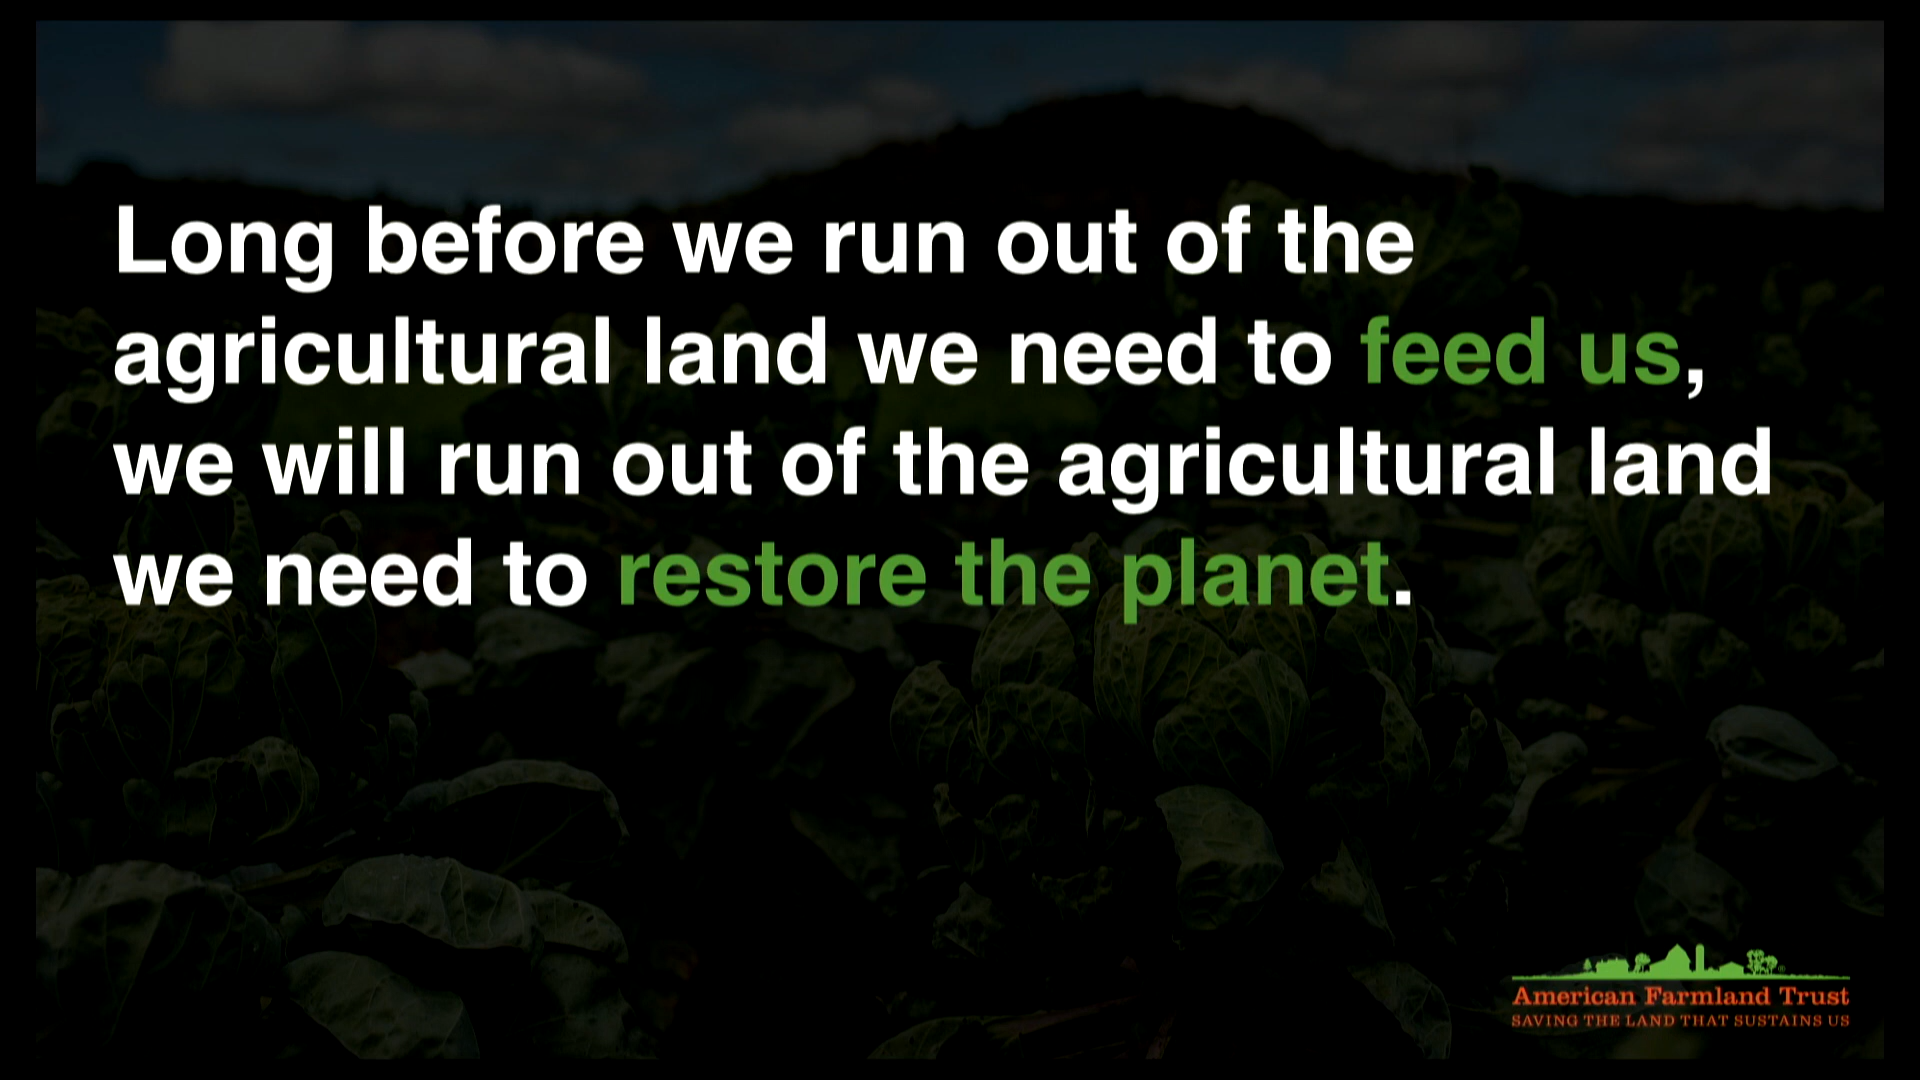 Long before we run out of the
agricultural land we need to feed us,
we will run out of the agricultural land
we need to restore the planet.
American Farmland Trust
SAVING THE LAND THAT SUSTAINS US